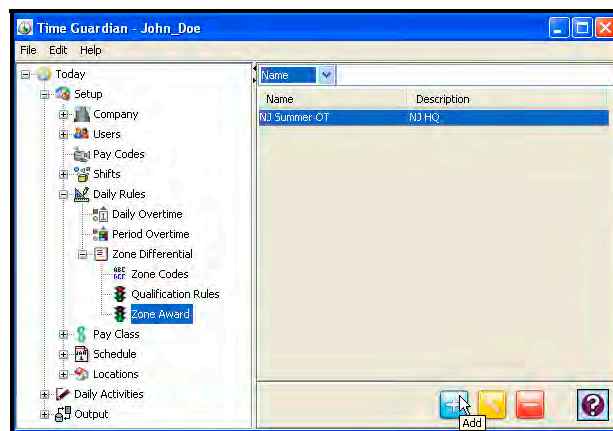 Time Guardian - John_Doe
File Edit Help
Today
Setup
Company
Users
Pay Codes
Shifts
Daily Rules
Daily Overtime
Period Overtime
Zone Differential
Zone Codes
Qualification Rules
Zone Award
Pay Class
Schedule
Locations
Daily Activities
Output
Name
Name Description
NJ Summer OT NJ HQ
Add